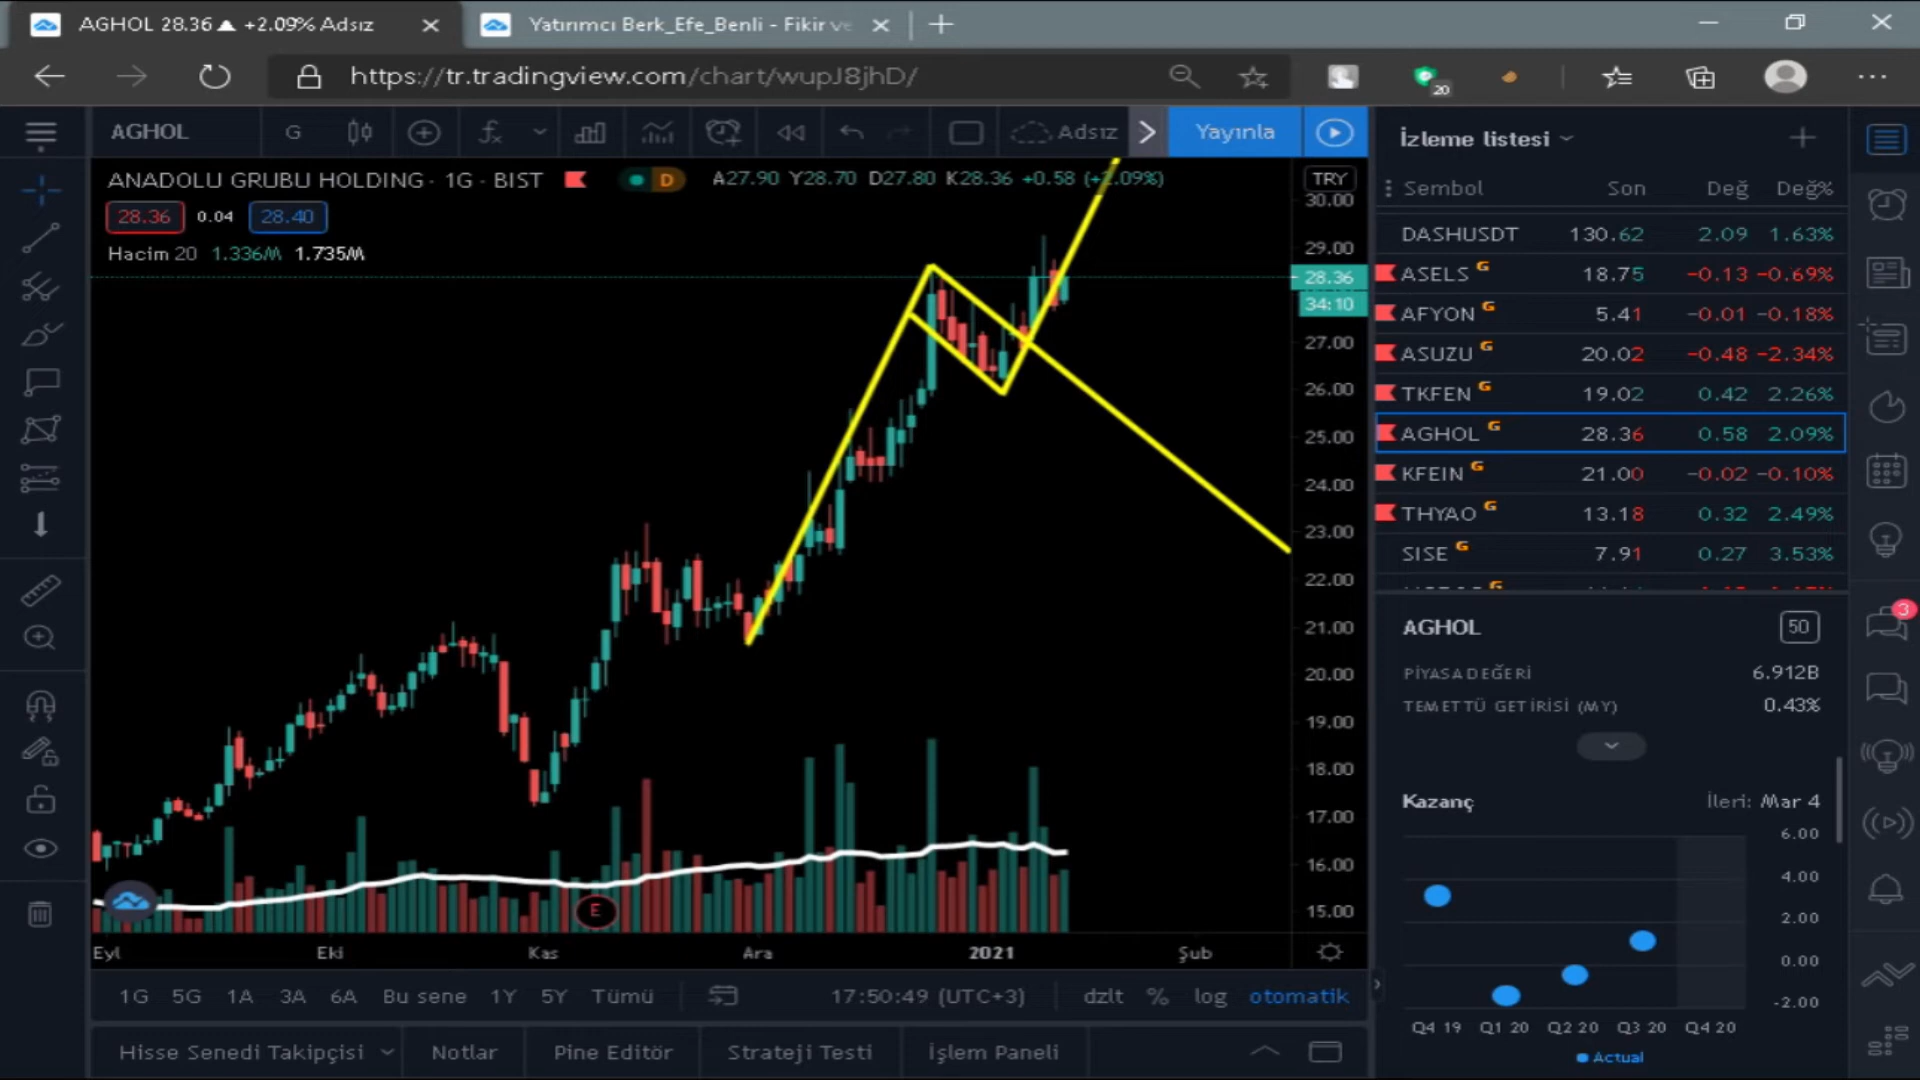 AGHOL 28.36 ▲ +2.09% Adsız
Yatırımcı Berk_Efe_Benli - Fikir ve
https://tr.tradingview.com/chart/wupJ8jhD/
20
AGHOL G Adsız Yayınla
ANADOLU GRUBU HOLDING · 1G · BIST D A27.90 Y28.70 D27.80 K28.36 +0.58 (+2.09%)
28.36 0.04 28.40
Hacim 20 1.336M 1.735M
TRY
30.00
29.00
28.36
34:10
27.00
26.00
25.00
24.00
23.00
22.00
21.00
20.00
19.00
18.00
17.00
16.00
15.00
E
Eyl Eki Kas Ara 2021 Şub
1G 5G 1A 3A 6A Bu sene 1Y 5Y Tümü 17:50:49 (UTC+3) dzlt % log otomatik
Hisse Senedi Takipçisi Notlar Pine Editör Strateji Testi İşlem Paneli
İzleme listesi
Sembol Son Değ Değ%
DASHUSDT 130.62 2.09 1.63%
ASELS G 18.75 −0.13 −0.69%
AFYON G 5.41 −0.01 −0.18%
ASUZU G 20.02 −0.48 −2.34%
TKFEN G 19.02 0.42 2.26%
AGHOL G 28.36 0.58 2.09%
KFEIN G 21.00 −0.02 −0.10%
THYAO G 13.18 0.32 2.49%
SISE G 7.91 0.27 3.53%
AGHOL 50
PİYASA DEĞERİ 6.912B
TEMETTÜ GETİRİSİ (MY) 0.43%
Kazanç İleri: Mar 4
6.00
4.00
2.00
0.00
-2.00
Q4 19 Q1 20 Q2 20 Q3 20 Q4 20
Actual
3